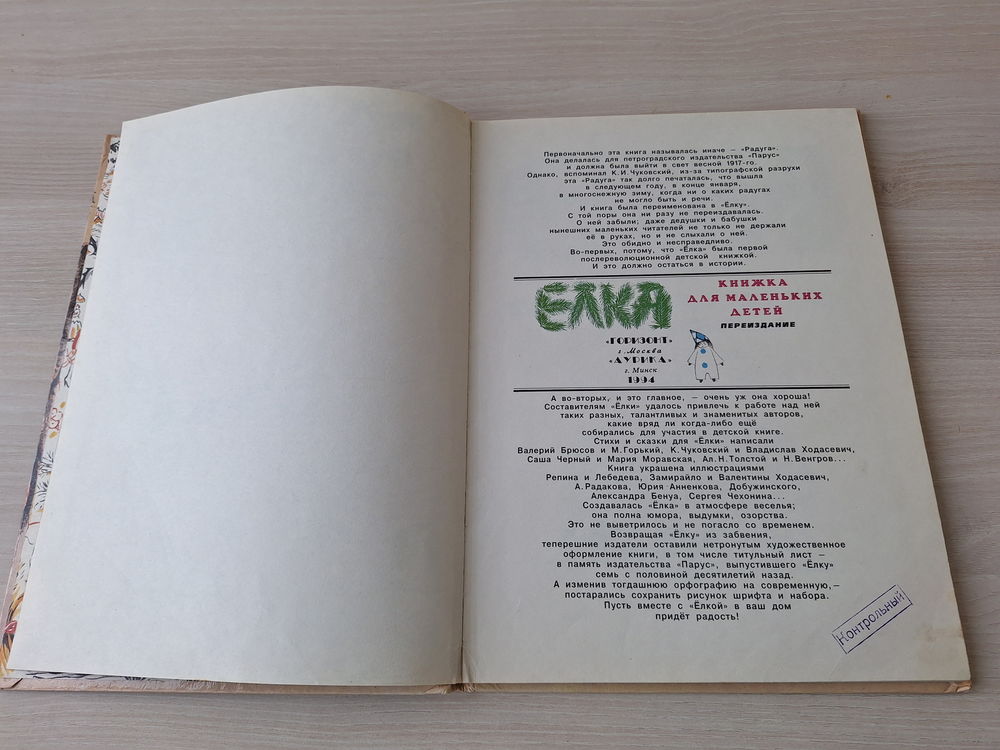 Первоначально эта книга называлась иначе — «Радуга».
Она делалась для петроградского издательства "Парус"
и должна была выйти в свет весной 1917-го.
Однако, вспоминал К.И.Чуковский, из-за типографской разрухи
эта «Радуга» так долго печаталась, что вышла
в следующем году, в конце января,
в многоснежную зиму, когда ни о каких радугах
не могло быть и речи.
И книга была переименована в «Ёлку».
С той поры она ни разу не переиздавалась.
О ней забыли; даже дедушки и бабушки
нынешних маленьких читателей не только не держали
её в руках, но и не слыхали о ней.
Это обидно и несправедливо.
Во-первых, потому, что «Ёлка» была первой
послереволюционной детской книжкой.
И это должно остаться в истории.
ЕЛКА
КНИЖКА
ДЛЯ МАЛЕНЬКИХ
ДЕТЕЙ
ПЕРЕИЗДАНИЕ
«ГОРИЗОНТ»
г. Москва
«АУРИКА»
г. Минск
1994
А во-вторых, и это главное, — очень уж она хороша!
Составителям «Ёлки» удалось привлечь к работе над ней
таких разных, талантливых и знаменитых авторов,
какие вряд ли когда-либо ещё
собирались для участия в детской книге.
Стихи и сказки для «Ёлки» написали
Валерий Брюсов и М.Горький, К.Чуковский и Владислав Ходасевич,
Саша Черный и Мария Моравская, Ал.Н.Толстой и Н.Венгров...
Книга украшена иллюстрациями
Репина и Лебедева, Замирайло и Валентины Ходасевич,
А.Радакова, Юрия Анненкова, Добужинского,
Александра Бенуа, Сергея Чехонина...
Создавалась «Ёлка» в атмосфере веселья;
она полна юмора, выдумки, озорства.
Это не выветрилось и не погасло со временем.
Возвращая «Ёлку» из забвения,
теперешние издатели оставили нетронутым художественное
оформление книги, в том числе титульный лист —
в память издательства «Парус», выпустившего «Ёлку»
семь с половиной десятилетий назад.
А изменив тогдашнюю орфографию на современную, —
постарались сохранить рисунок шрифта и набора.
Пусть вместе с «Ёлкой» в ваш дом
придёт радость!
Контрольный